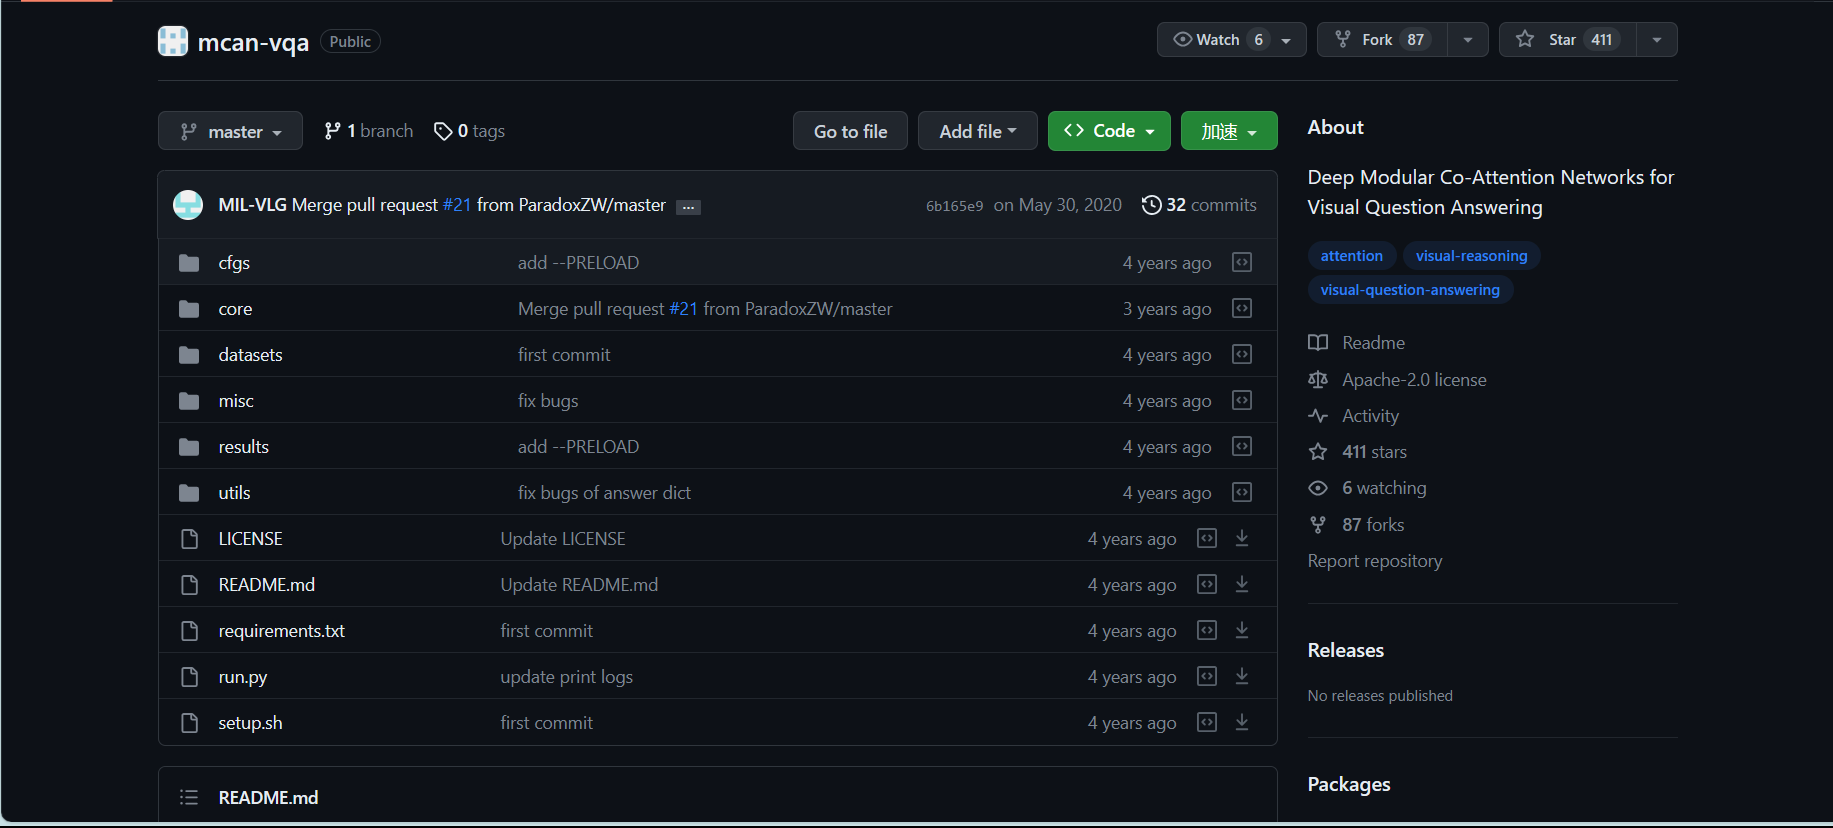 mcan-vqa Public Watch 6 Fork 87 Star 411
master 1 branch 0 tags Go to file Add file Code 加速
MIL-VLG Merge pull request #21 from ParadoxZW/master ... 6b165e9 on May 30, 2020 32 commits
cfgs add --PRELOAD 4 years ago
core Merge pull request #21 from ParadoxZW/master 3 years ago
datasets first commit 4 years ago
misc fix bugs 4 years ago
results add --PRELOAD 4 years ago
utils fix bugs of answer dict 4 years ago
LICENSE Update LICENSE 4 years ago
README.md Update README.md 4 years ago
requirements.txt first commit 4 years ago
run.py update print logs 4 years ago
setup.sh first commit 4 years ago
README.md
About
Deep Modular Co-Attention Networks for
Visual Question Answering
attention visual-reasoning
visual-question-answering
Readme
Apache-2.0 license
Activity
411 stars
6 watching
87 forks
Report repository
Releases
No releases published
Packages